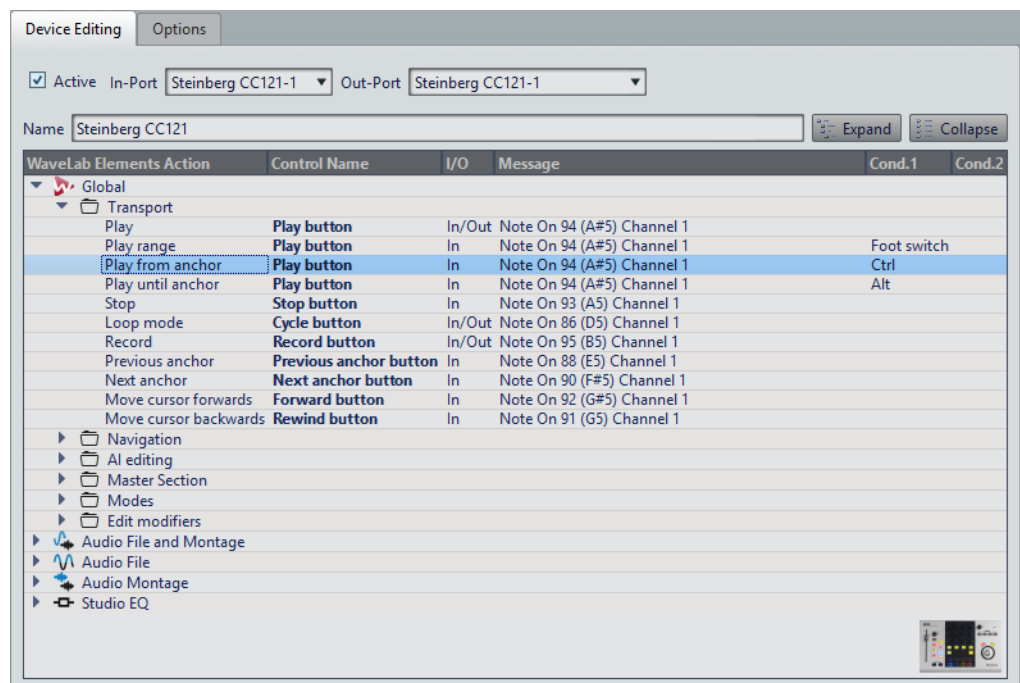 Device Editing Options
Active In-Port Steinberg CC121-1 Out-Port Steinberg CC121-1
Name Steinberg CC121 Expand Collapse
WaveLab Elements Action Control Name I/O Message Cond.1 Cond.2
Global
Transport
Play Play button In/Out Note On 94 (A#5) Channel 1
Play range Play button In Note On 94 (A#5) Channel 1 Foot switch
Play from anchor Play button In Note On 94 (A#5) Channel 1 Ctrl
Play until anchor Play button In Note On 94 (A#5) Channel 1 Alt
Stop Stop button In Note On 93 (A5) Channel 1
Loop mode Cycle button In/Out Note On 86 (D5) Channel 1
Record Record button In/Out Note On 95 (B5) Channel 1
Previous anchor Previous anchor button In Note On 88 (E5) Channel 1
Next anchor Next anchor button In Note On 90 (F#5) Channel 1
Move cursor forwards Forward button In Note On 92 (G#5) Channel 1
Move cursor backwards Rewind button In Note On 91 (G5) Channel 1
Navigation
AI editing
Master Section
Modes
Edit modifiers
Audio File and Montage
Audio File
Audio Montage
Studio EQ